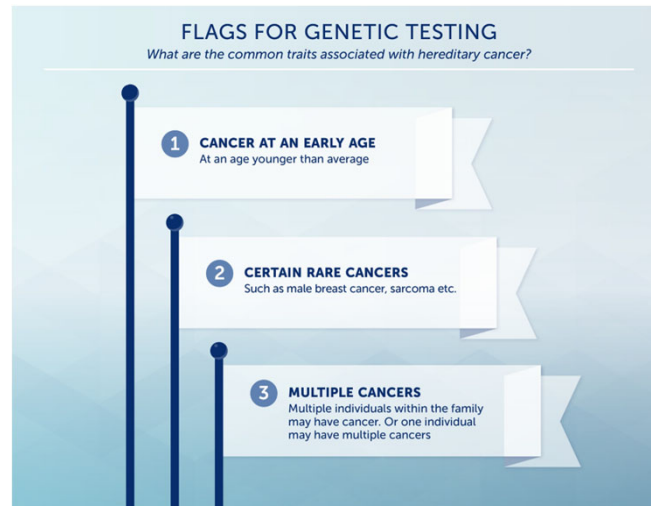 FLAGS FOR GENETIC TESTING
What are the common traits associated with hereditary cancer?
1
CANCER AT AN EARLY AGE
At an age younger than average
2
CERTAIN RARE CANCERS
Such as male breast cancer, sarcoma etc.
3
MULTIPLE CANCERS
Multiple individuals within the family
may have cancer. Or one individual
may have multiple cancers